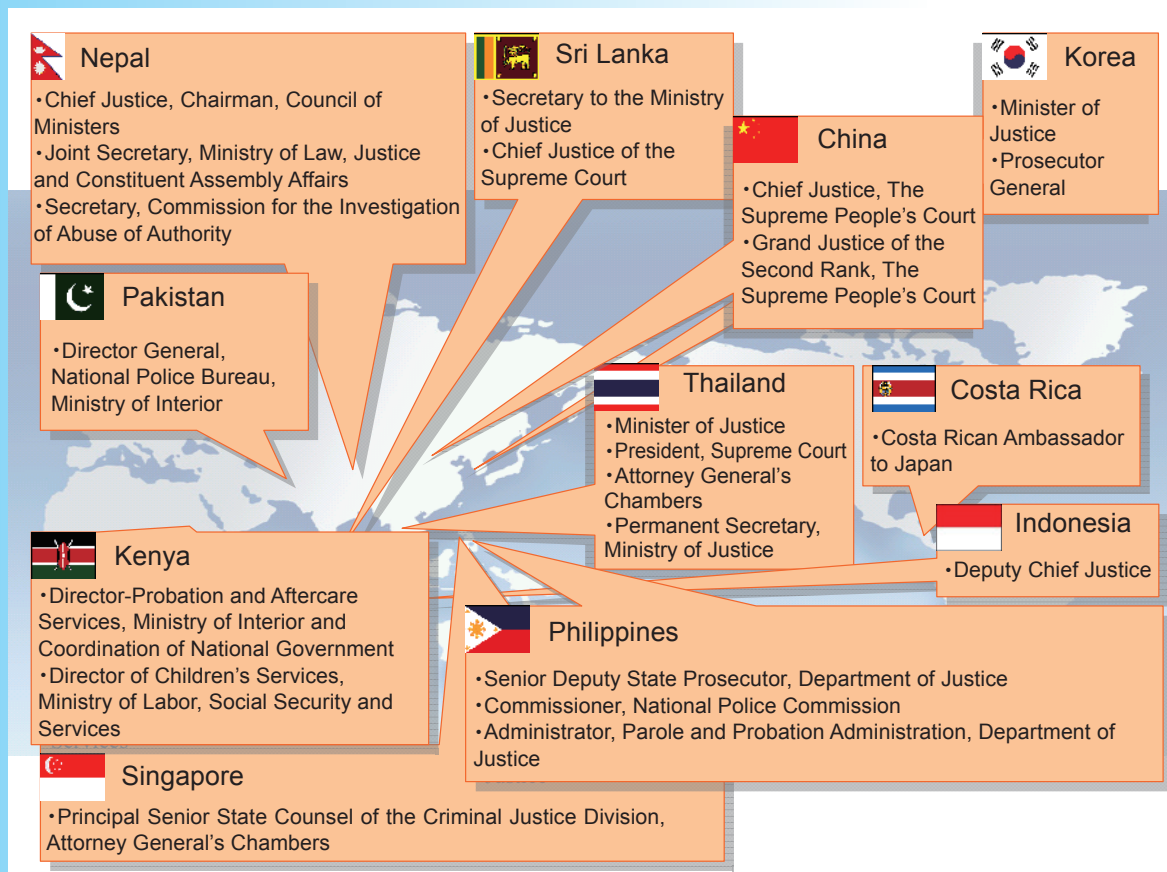 Nepal
・Chief Justice, Chairman, Council of
Ministers
・Joint Secretary, Ministry of Law, Justice
and Constituent Assembly Affairs
・Secretary, Commission for the Investigation
of Abuse of Authority
Sri Lanka
・Secretary to the Ministry
of Justice
・Chief Justice of the
Supreme Court
Korea
・Minister of
Justice
・Prosecutor
General
China
・Chief Justice, The
Supreme People’s Court
・Grand Justice of the
Second Rank, The
Supreme People’s Court
Pakistan
・Director General,
National Police Bureau,
Ministry of Interior
Thailand
・Minister of Justice
・President, Supreme Court
・Attorney General’s
Chambers
・Permanent Secretary,
Ministry of Justice
Costa Rica
・Costa Rican Ambassador
to Japan
Indonesia
・Deputy Chief Justice
Kenya
・Director-Probation and Aftercare
Services, Ministry of Interior and
Coordination of National Government
・Director of Children’s Services,
Ministry of Labor, Social Security and
Services
Philippines
・Senior Deputy State Prosecutor, Department of Justice
・Commissioner, National Police Commission
・Administrator, Parole and Probation Administration, Department of
Justice
Singapore
・Principal Senior State Counsel of the Criminal Justice Division,
Attorney General’s Chambers